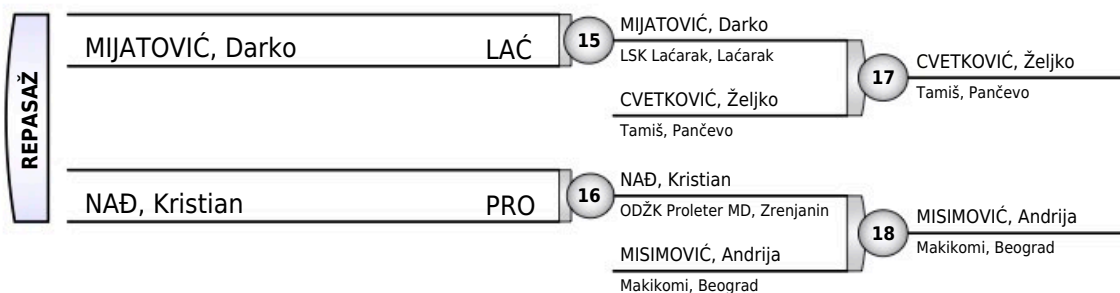 REPASAŽ
MIJATOVIĆ, Darko LAĆ
15
MIJATOVIĆ, Darko
LSK Laćarak, Laćarak
CVETKOVIĆ, Željko
Tamiš, Pančevo
17
CVETKOVIĆ, Željko
Tamiš, Pančevo
NAĐ, Kristian PRO
16
NAĐ, Kristian
ODŽK Proleter MD, Zrenjanin
MISIMOVIĆ, Andrija
Makikomi, Beograd
18
MISIMOVIĆ, Andrija
Makikomi, Beograd